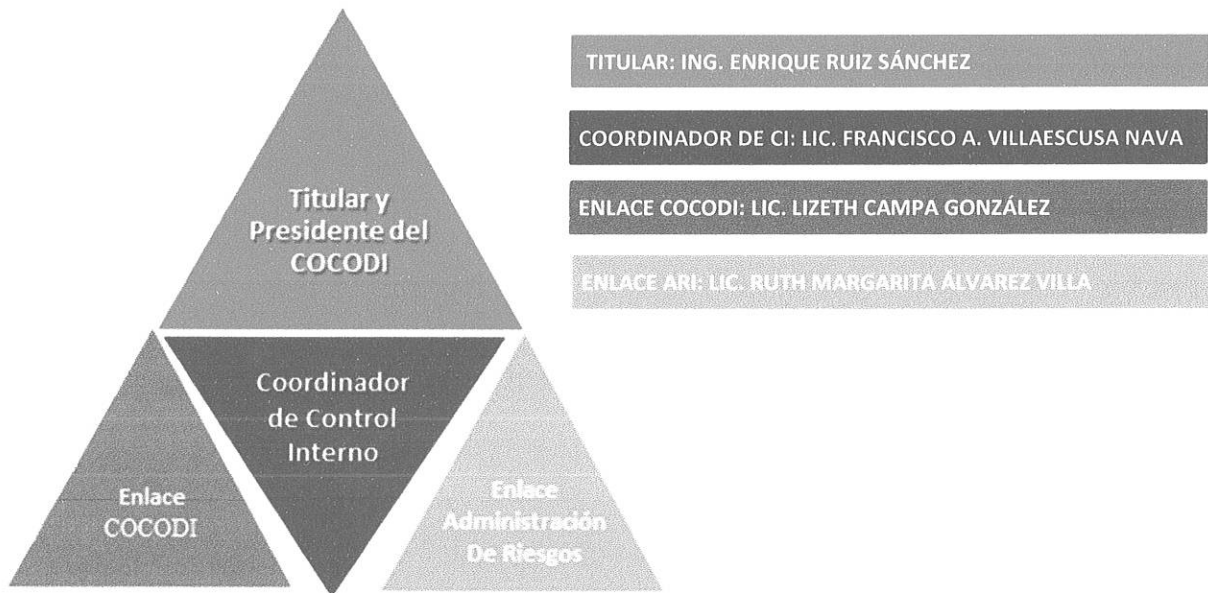 Titular y
Presidente del
COCODI
Coordinador
de Control
Interno
Enlace
COCODI
Enlace
Administración
De Riesgos
TITULAR: ING. ENRIQUE RUIZ SÁNCHEZ
COORDINADOR DE CI: LIC. FRANCISCO A. VILLAESCUSA NAVA
ENLACE COCODI: LIC. LIZETH CAMPA GONZÁLEZ
ENLACE ARI: LIC. RUTH MARGARITA ÁLVAREZ VILLA